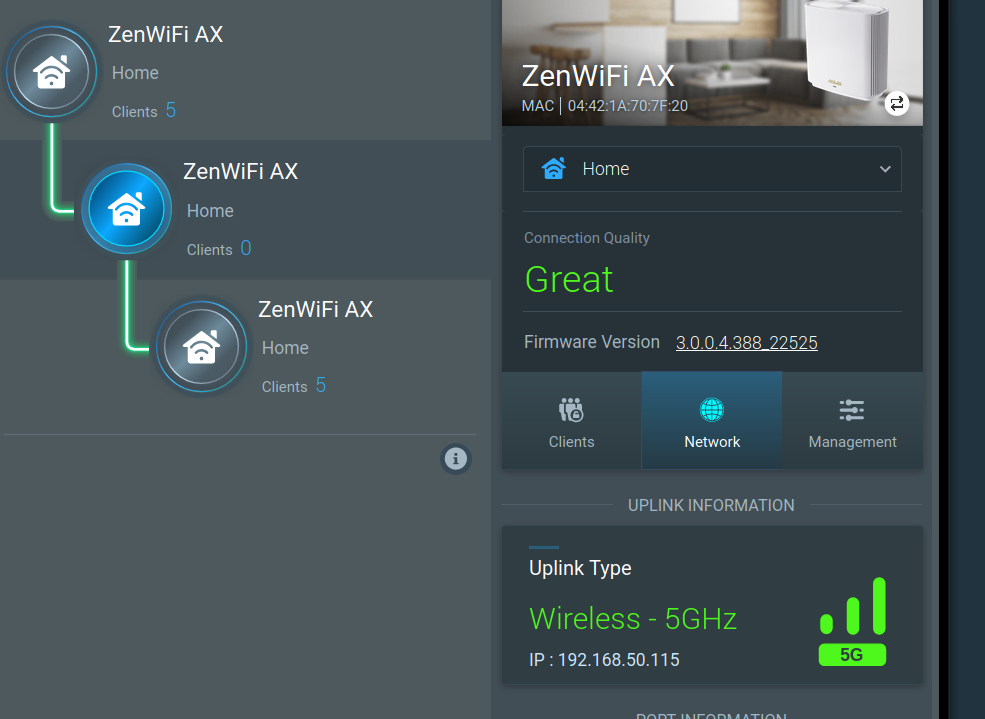 ZenWiFi AX
Home
Clients 5
ZenWiFi AX
Home
Clients 0
ZenWiFi AX
Home
Clients 5
ZenWiFi AX
MAC | 04:42:1A:70:7F:20
Home
Connection Quality
Great
Firmware Version 3.0.0.4.388_22525
Clients Network Management
UPLINK INFORMATION
Uplink Type
Wireless - 5GHz
5G
IP : 192.168.50.115
PORT INFORMATION